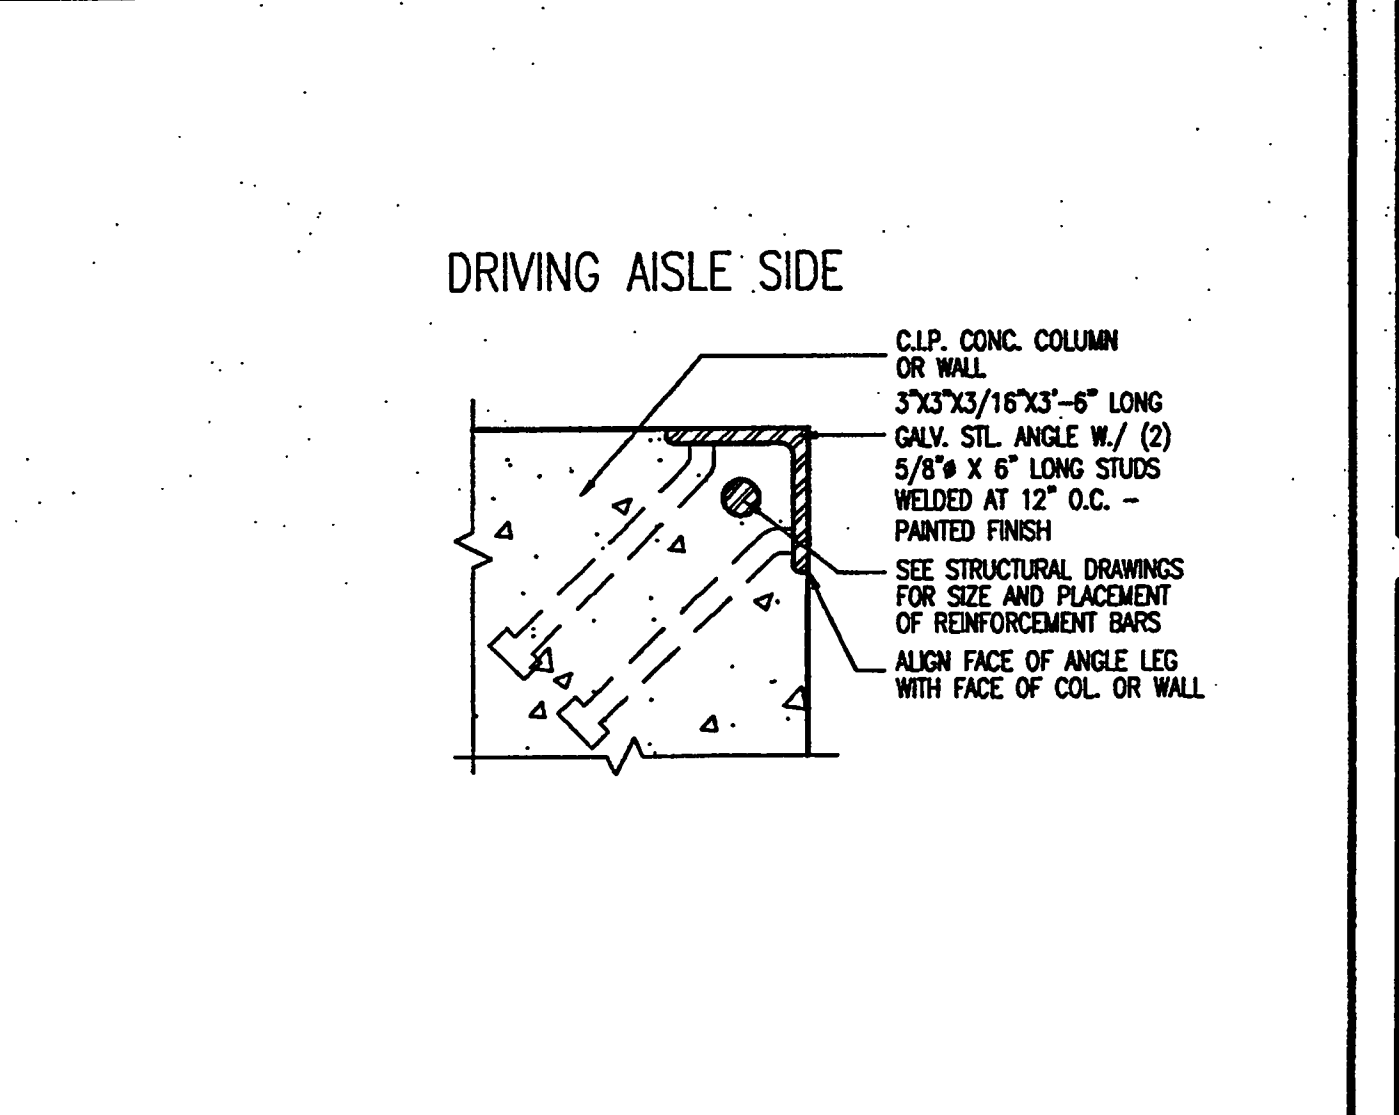 DRIVING AISLE SIDE
C.I.P. CONC. COLUMN
OR WALL
3"X3"X3/16"X3'-6" LONG
GALV. STL. ANGLE W./ (2)
5/8"ø X 6" LONG STUDS
WELDED AT 12" O.C. -
PAINTED FINISH
SEE STRUCTURAL DRAWINGS
FOR SIZE AND PLACEMENT
OF REINFORCEMENT BARS
ALIGN FACE OF ANGLE LEG
WITH FACE OF COL. OR WALL